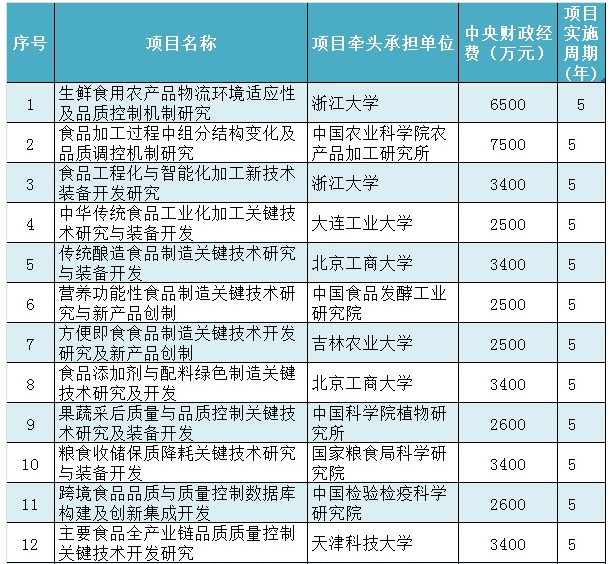 序号 项目名称 项目牵头承担单位 中央财政经费（万元） 项目实施周期(年)
1 生鲜食用农产品物流环境适应性及品质控制机制研究 浙江大学 6500 5
2 食品加工过程中组分结构变化及品质调控机制研究 中国农业科学院农产品加工研究所 7500 5
3 食品工程化与智能化加工新技术装备开发研究 浙江大学 3400 5
4 中华传统食品工业化加工关键技术研究与装备开发 大连工业大学 2500 5
5 传统酿造食品制造关键技术研究与装备开发 北京工商大学 3400 5
6 营养功能性食品制造关键技术研究与新产品创制 中国食品发酵工业研究院 2500 5
7 方便即食食品制造关键技术开发研究及新产品创制 吉林农业大学 2500 5
8 食品添加剂与配料绿色制造关键技术研究及开发 北京工商大学 3400 5
9 果蔬采后质量与品质控制关键技术研究及装备开发 中国科学院植物研究所 2600 5
10 粮食收储保质降耗关键技术研究与装备开发 国家粮食局科学研究院 3400 5
11 跨境食品品质与质量控制数据库构建及创新集成开发 中国检验检疫科学研究院 2600 5
12 主要食品全产业链品质质量控制关键技术开发研究 天津科技大学 3400 5